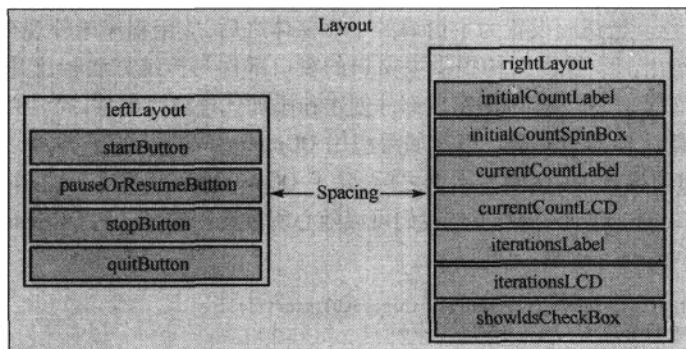 Layout
leftLayout
startButton
pauseOrResumeButton
stopButton
quitButton
Spacing
rightLayout
initialCountLabel
initialCountSpinBox
currentCountLabel
currentCountLCD
iterationsLabel
iterationsLCD
showIdsCheckBox